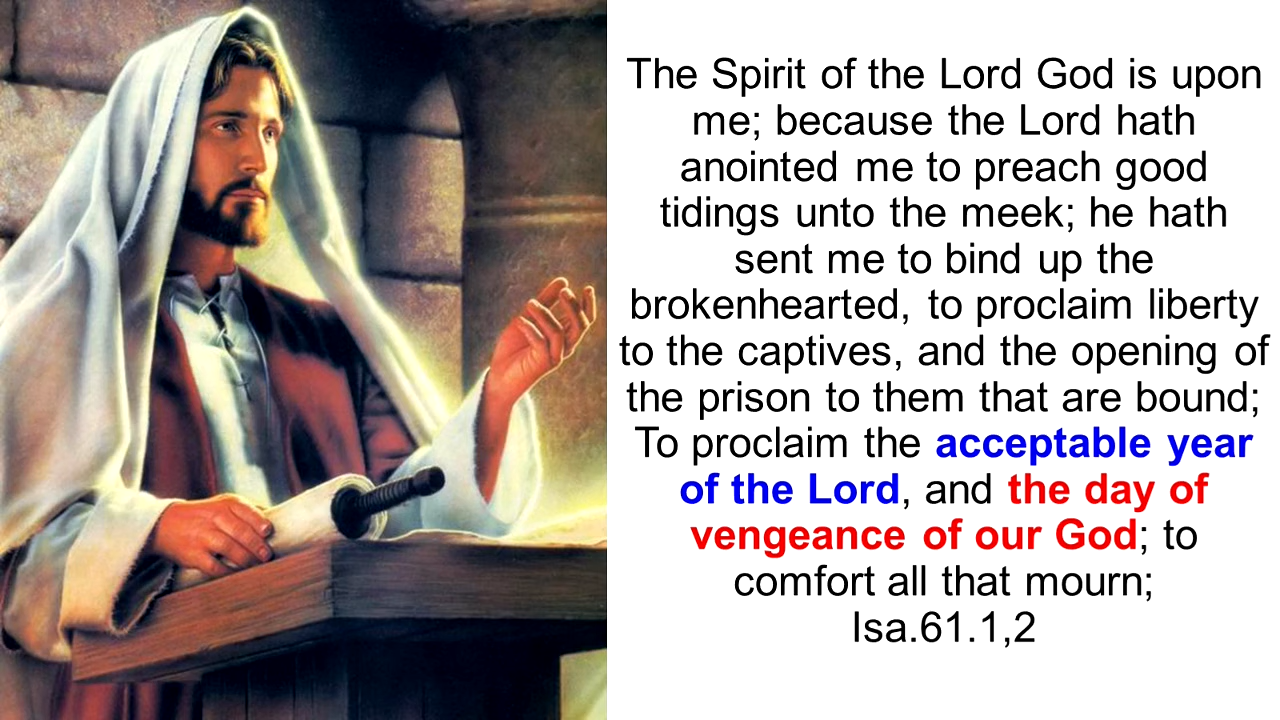 The Spirit of the Lord God is upon
me; because the Lord hath
anointed me to preach good
tidings unto the meek; he hath
sent me to bind up the
brokenhearted, to proclaim liberty
to the captives, and the opening of
the prison to them that are bound;
To proclaim the acceptable year
of the Lord, and the day of
vengeance of our God; to
comfort all that mourn;
Isa.61.1,2